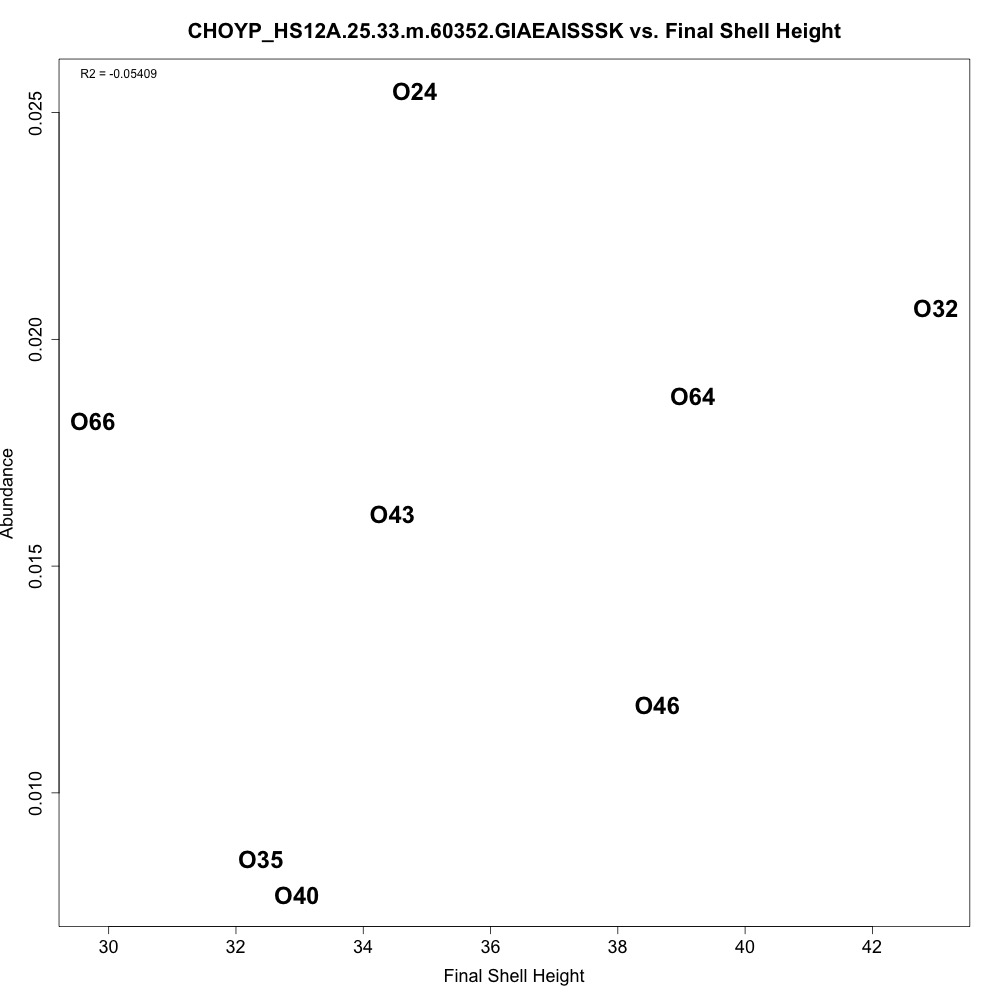 CHOYP_HS12A.25.33.m.60352.GIAEAISSSK vs. Final Shell Height
R2 = -0.05409
O24
0.025
O32
0.020
O64
O66
Abundance
O43
0.015
O46
0.010
O35
O40
30 32 34 36 38 40 42
Final Shell Height